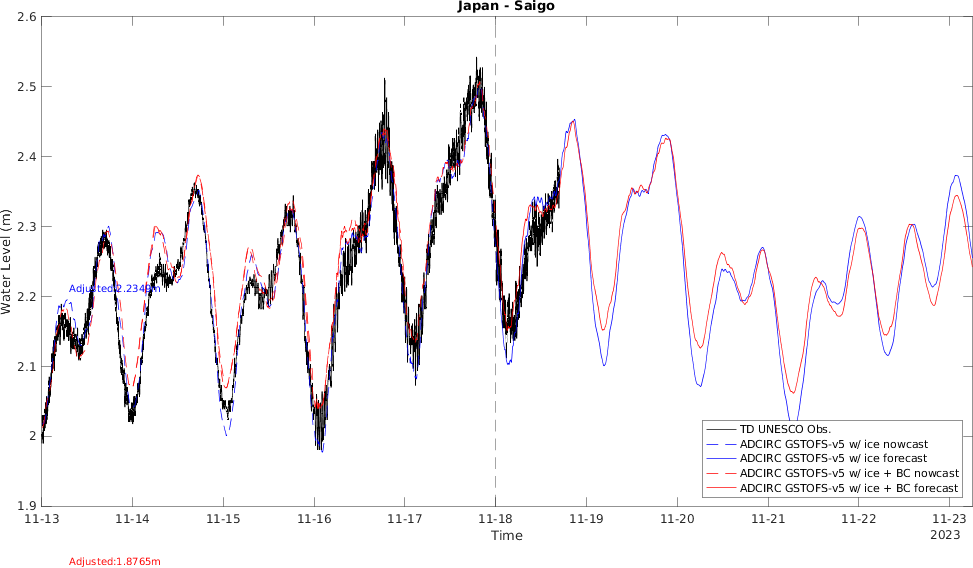 Japan - Saigo
Water Level (m)
2.6
2.5
2.4
2.3
2.2
2.1
2
1.9
TD UNESCO Obs.
ADCIRC GSTOFS-v5 w/ ice nowcast
ADCIRC GSTOFS-v5 w/ ice forecast
ADCIRC GSTOFS-v5 w/ ice + BC nowcast
ADCIRC GSTOFS-v5 w/ ice + BC forecast
11-13
11-14
11-15
11-16
11-17
11-18
11-19
11-20
11-21
11-22
11-23
Time
2023
Adjusted:1.8765m